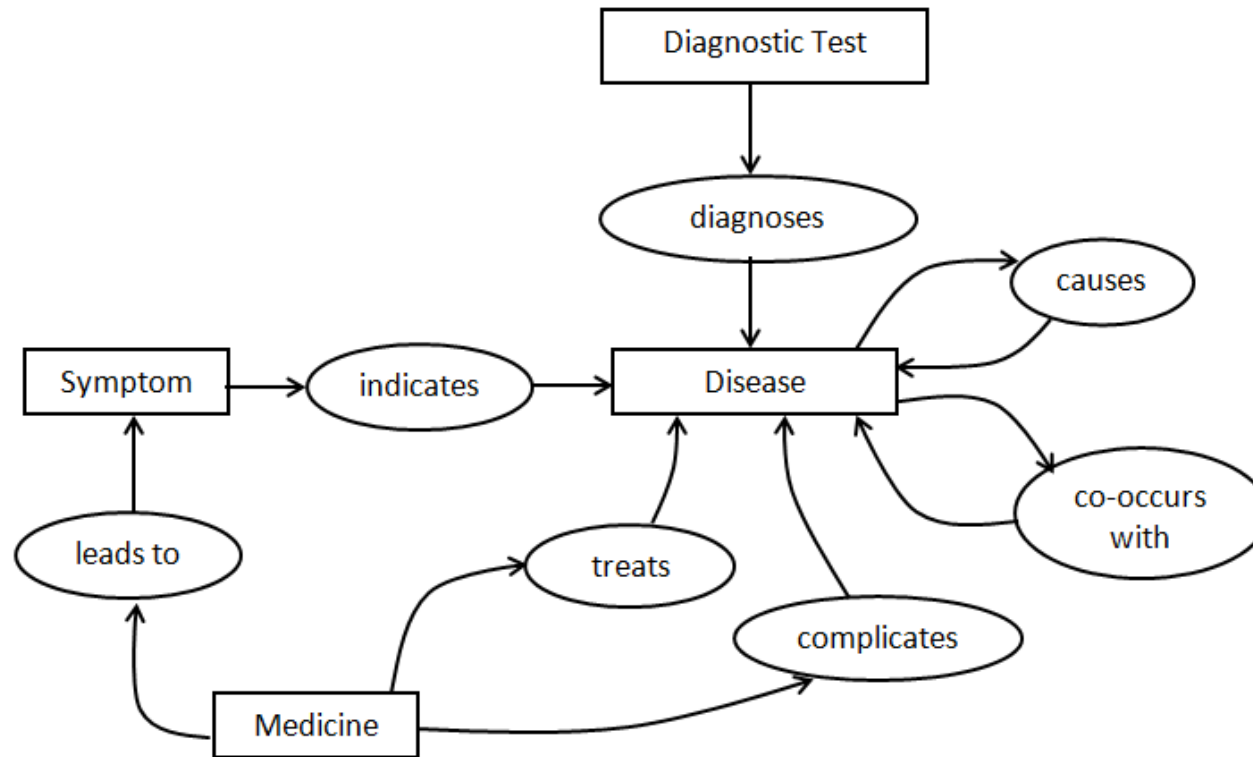 Diagnostic Test
diagnoses
causes
Symptom
indicates
Disease
co-occurs
with
leads to
treats
complicates
Medicine